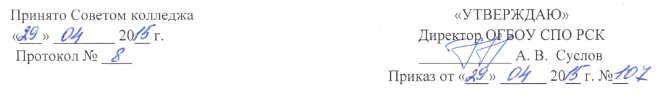 Принято Советом колледжа
«29» 04 2015 г.
Протокол № 8
«УТВЕРЖДАЮ»
Директор ОГБОУ СПО РСК
А. В. Суслов
Приказ от «29» 04 2015 г. №107